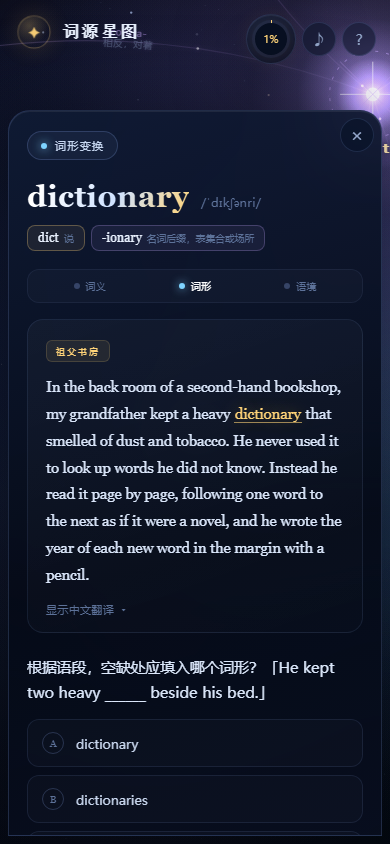 词源星图
相反，对着
1%
♪
?
×
词形变换
t
dictionary /ˈdɪkʃənri/
dict 说 -ionary 名词后缀，表集合或场所
词义 词形 语境
祖父书房
In the back room of a second-hand bookshop,
my grandfather kept a heavy dictionary that
smelled of dust and tobacco. He never used it
to look up words he did not know. Instead he
read it page by page, following one word to
the next as if it were a novel, and he wrote the
year of each new word in the margin with a
pencil.
显示中文翻译
根据语段，空缺处应填入哪个词形？「He kept
two heavy _____ beside his bed.」
A dictionary
B dictionaries